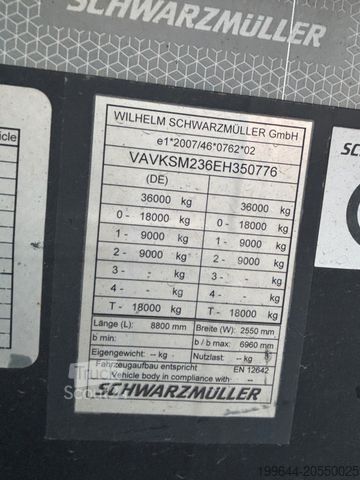 SCHWARZMÜLLER
WILHELM SCHWARZMÜLLER GmbH
e1*2007/46*0762*02
VAVKSM236EH350776
(DE)
36000 kg 36000 kg
0 - 18000 kg 0 - 18000 kg
1 - 9000 kg 1 - 9000 kg
2 - 9000 kg 2 - 9000 kg
3 - kg 3 - kg
4 - kg 4 - kg
T - 18000 kg T - 18000 kg
Länge (L): 8800 mm Breite (W): 2550 mm
b min: b / b max: 6960 mm
Eigengewicht: -- kg Nutzlast: -- kg
Fahrzeugaufbau entspricht EN 12642
Vehicle body in compliance with
SCHWARZMÜLLER
199644-20550025